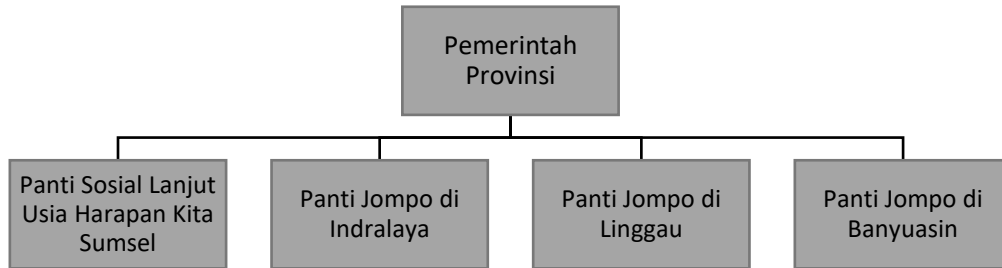 Pemerintah
Provinsi
Panti Sosial Lanjut
Usia Harapan Kita
Sumsel
Panti Jompo di
Indralaya
Panti Jompo di
Linggau
Panti Jompo di
Banyuasin